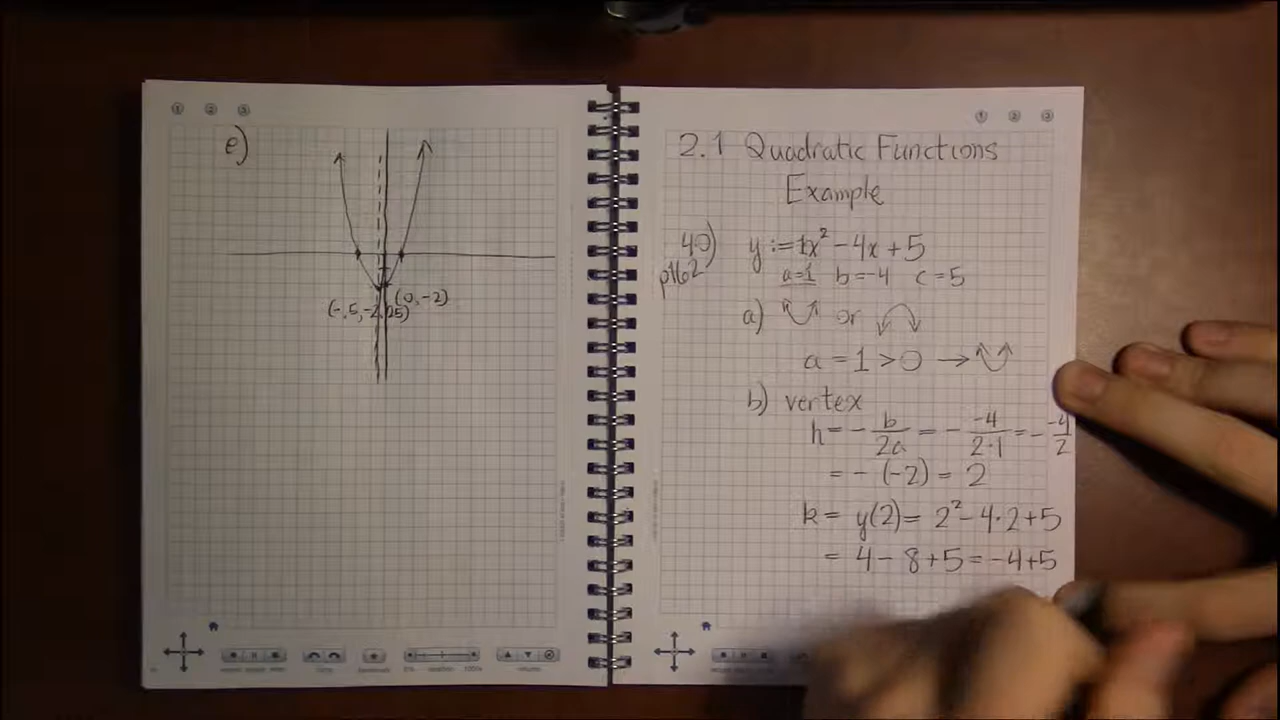 e)
(0,-2)
(-.5,-2.25)
2.1 Quadratic Functions
Example
40) y := 1x² - 4x + 5
p162 a=1 b=-4 c=5
a) or
a = 1 > 0 →
b) vertex
h = - b/2a = - -4/2·1 = - -4/2
= - (-2) = 2
k = y(2) = 2² - 4·2 + 5
= 4 - 8 + 5 = -4 + 5